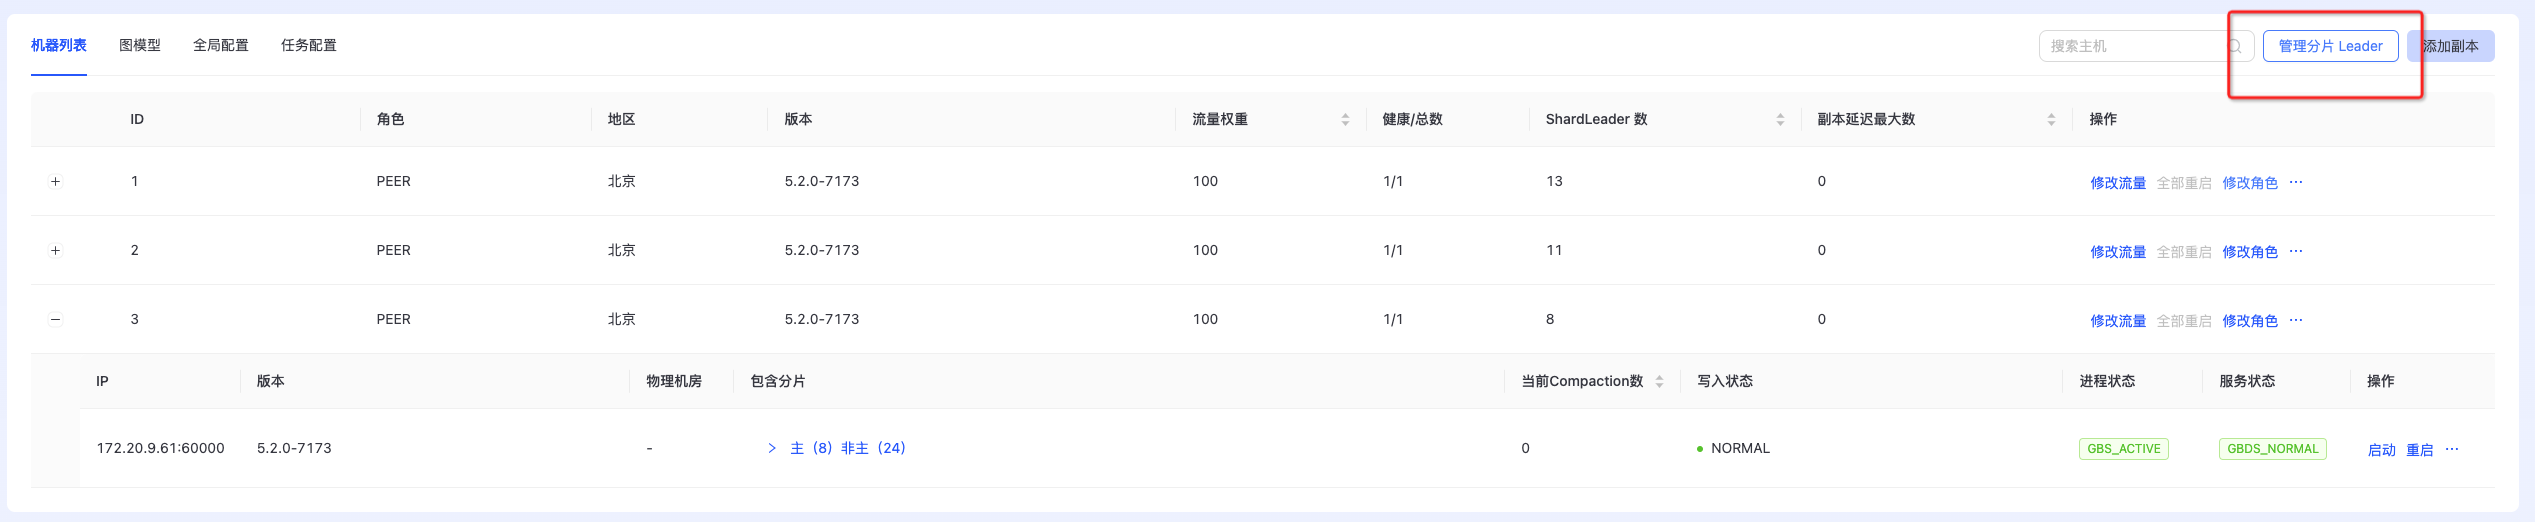 机器列表 图模型 全局配置 任务配置 搜索主机 管理分片 Leader 添加副本
ID 角色 地区 版本 流量权重 健康/总数 ShardLeader 数 副本延迟最大数 操作
1 PEER 北京 5.2.0-7173 100 1/1 13 0 修改流量 全部重启 修改角色 ···
2 PEER 北京 5.2.0-7173 100 1/1 11 0 修改流量 全部重启 修改角色 ···
3 PEER 北京 5.2.0-7173 100 1/1 8 0 修改流量 全部重启 修改角色 ···
IP 版本 物理机房 包含分片 当前Compaction数 写入状态 进程状态 服务状态 操作
172.20.9.61:60000 5.2.0-7173 - > 主（8）非主（24） 0 NORMAL GBS_ACTIVE GBDS_NORMAL 启动 重启 ···